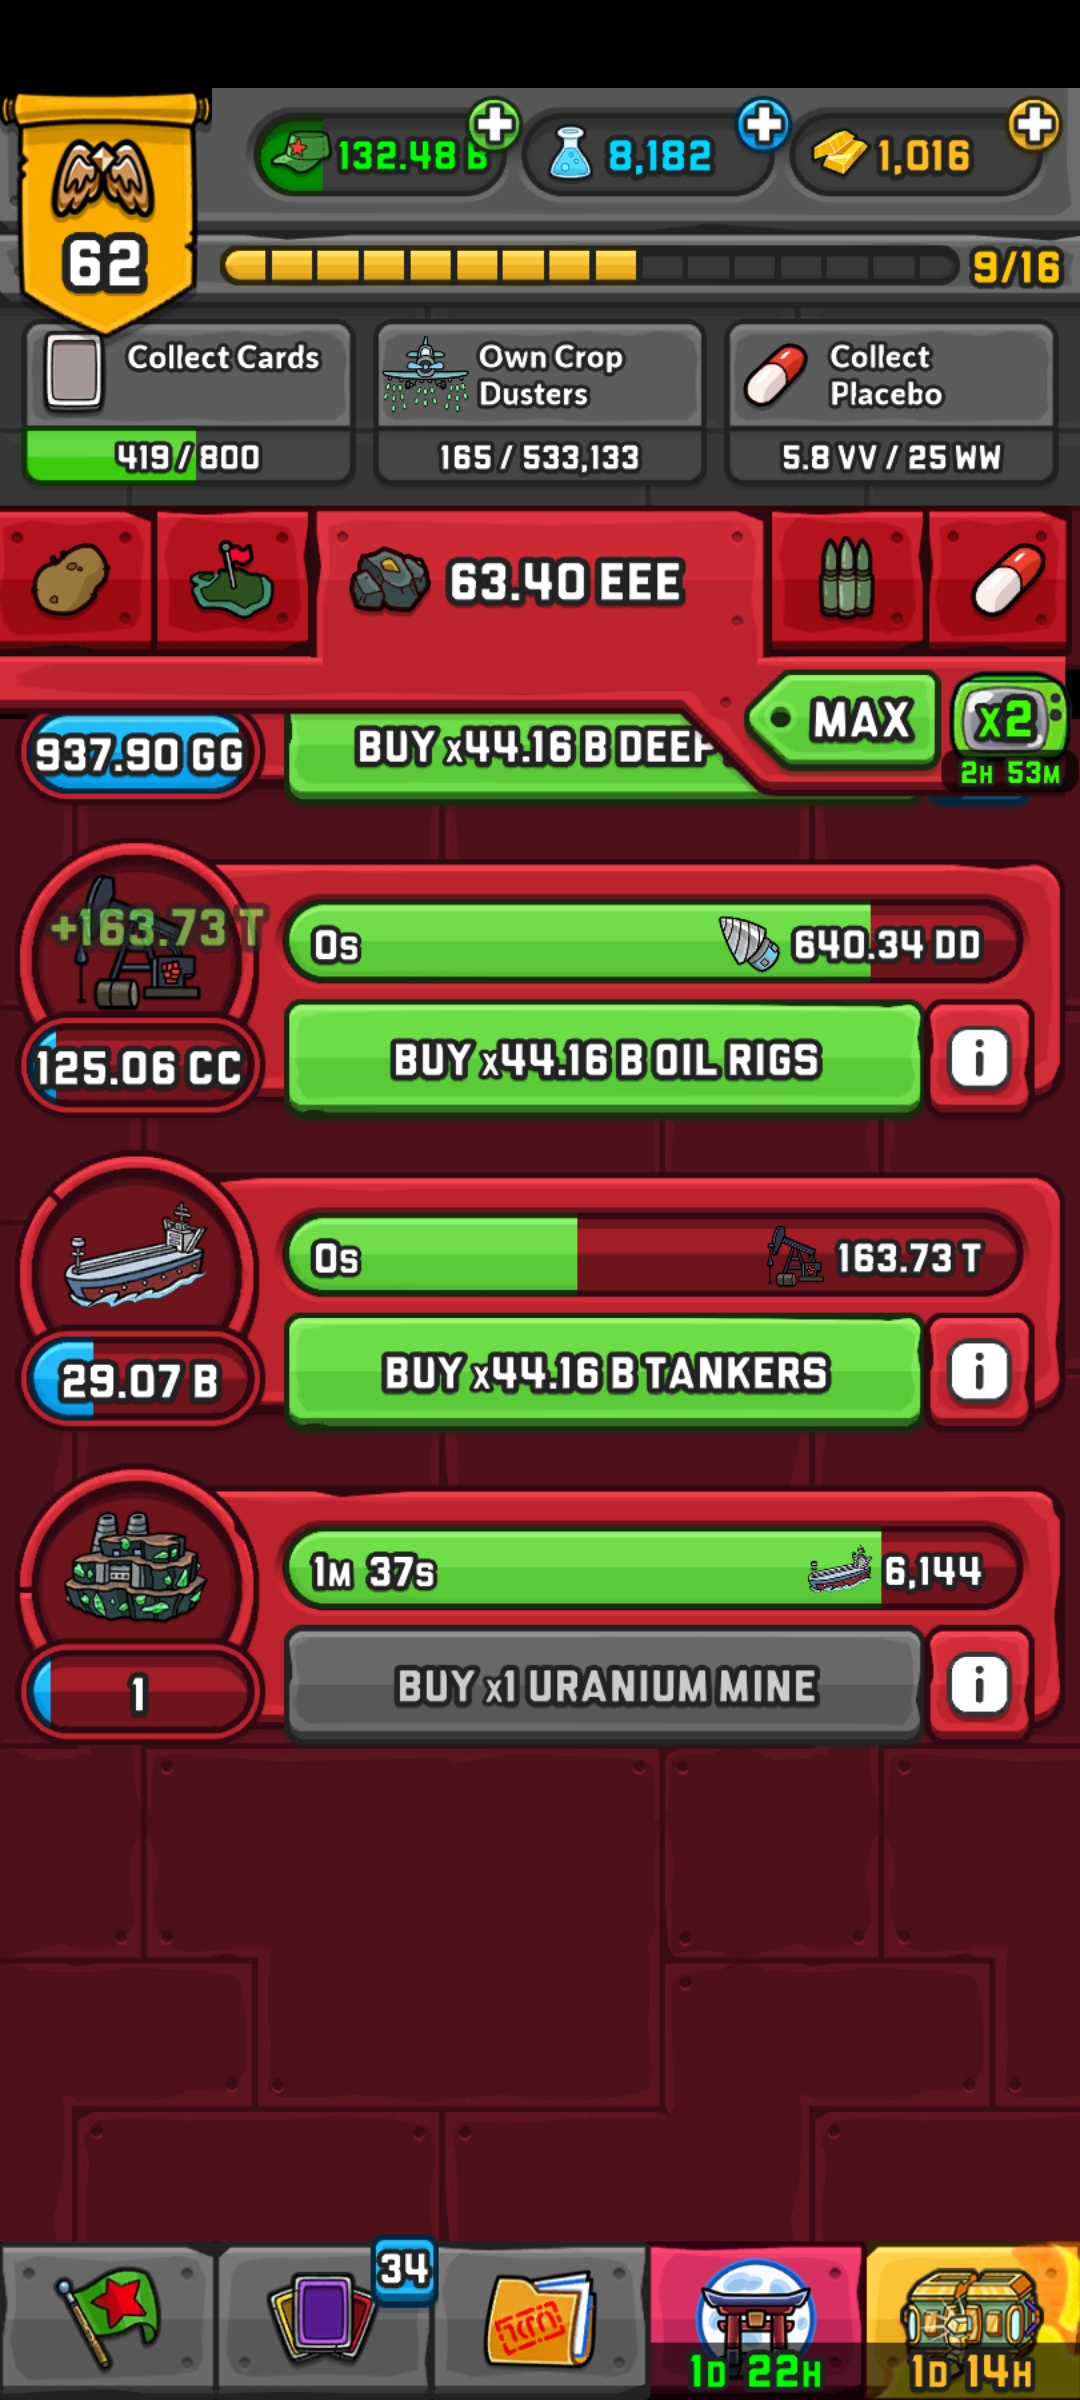 132.48 B
8,182
1,016
62
9/16
Collect Cards
419 / 800
Own Crop
Dusters
165 / 533,133
Collect
Placebo
5.8 VV / 25 WW
63.40 EEE
MAX
x2
2H 53M
937.90 GG
BUY x44.16 B DEEP
+163.73 T
0s
640.34 DD
125.06 CC
BUY x44.16 B OIL RIGS
i
0s
163.73 T
29.07 B
BUY x44.16 B TANKERS
i
1M 37s
6,144
1
BUY x1 URANIUM MINE
i
34
1D 22H
1D 14H